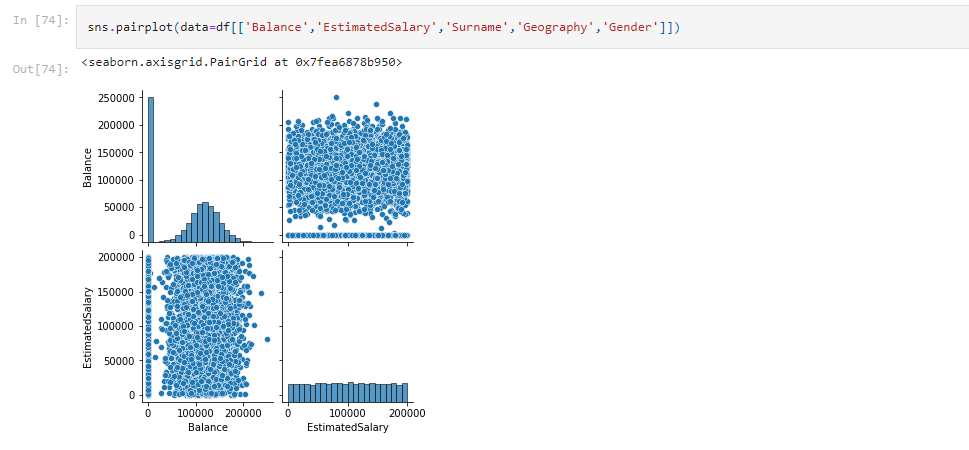 In [74]: sns.pairplot(data=df[['Balance','EstimatedSalary','Surname','Geography','Gender']])
Out[74]: <seaborn.axisgrid.PairGrid at 0x7fea6878b950>
250000
200000
150000
100000
50000
0
Balance
200000
150000
100000
50000
0
EstimatedSalary
0 100000 200000 0 100000 200000
Balance EstimatedSalary